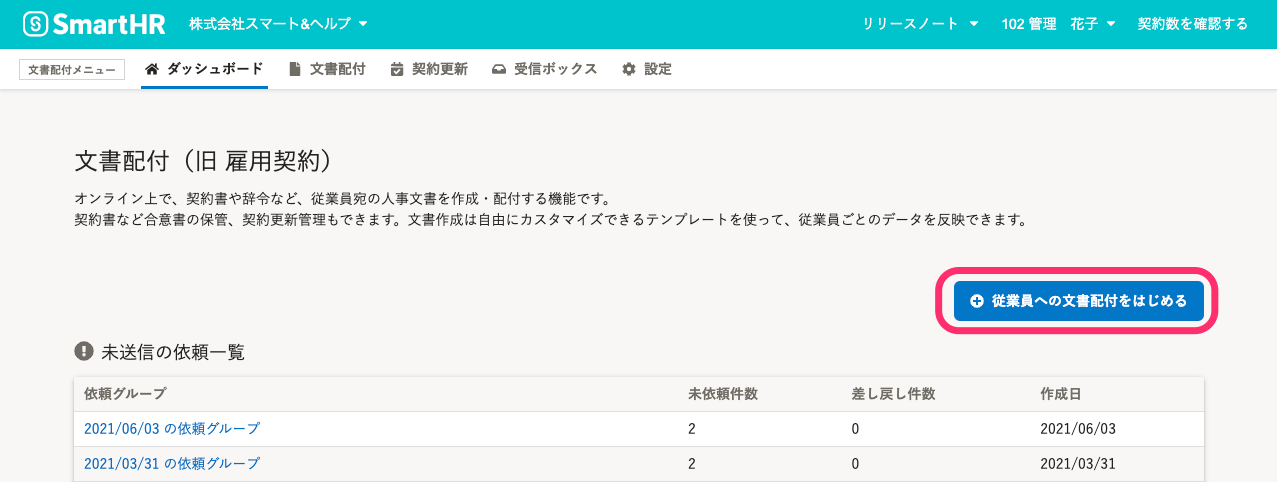 SmartHR 株式会社スマート&ヘルプ リリースノート 102 管理 花子 契約数を確認する
文書配付メニュー ダッシュボード 文書配付 契約更新 受信ボックス 設定
文書配付（旧 雇用契約）
オンライン上で、契約書や辞令など、従業員宛の人事文書を作成・配付する機能です。
契約書など合意書の保管、契約更新管理もできます。文書作成は自由にカスタマイズできるテンプレートを使って、従業員ごとのデータを反映できます。
従業員への文書配付をはじめる
未送信の依頼一覧
依頼グループ 未依頼件数 差し戻し件数 作成日
2021/06/03 の依頼グループ 2 0 2021/06/03
2021/03/31 の依頼グループ 2 0 2021/03/31